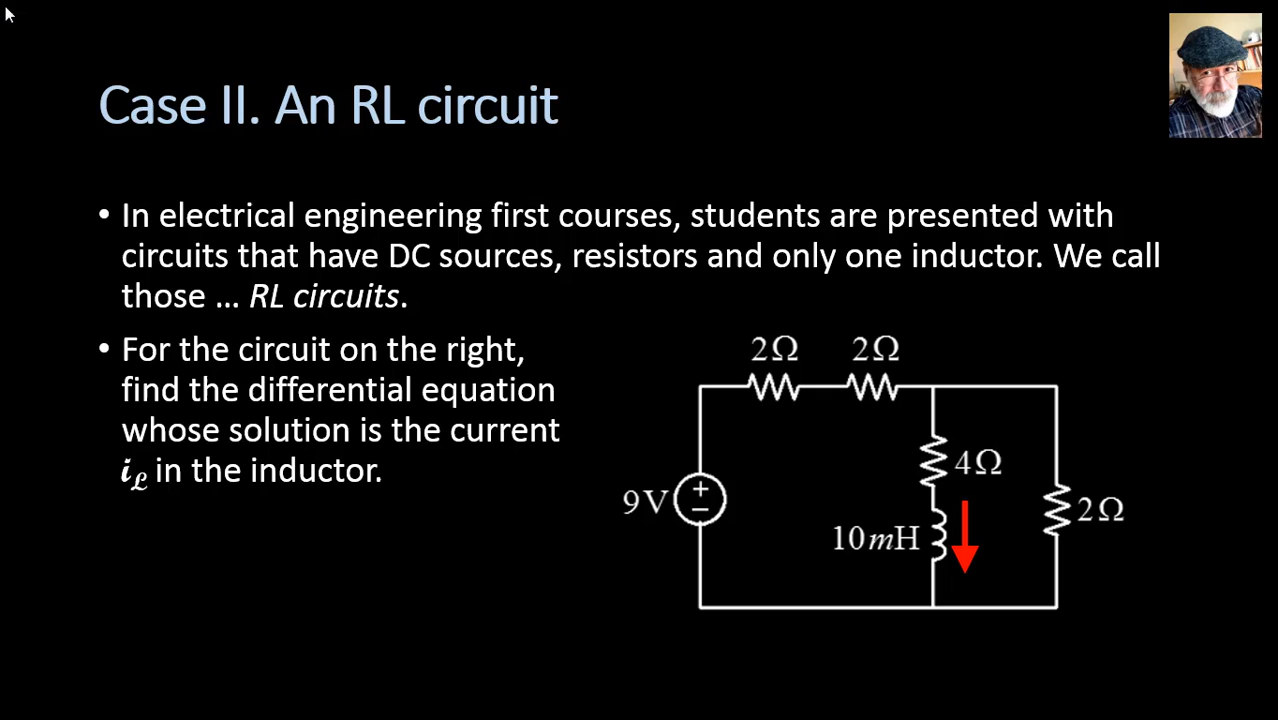 Case II. An RL circuit
• In electrical engineering first courses, students are presented with
circuits that have DC sources, resistors and only one inductor. We call
those … RL circuits.
• For the circuit on the right,
find the differential equation
whose solution is the current
i𝓛 in the inductor.
2Ω 2Ω
4Ω
9V + −
10mH
2Ω